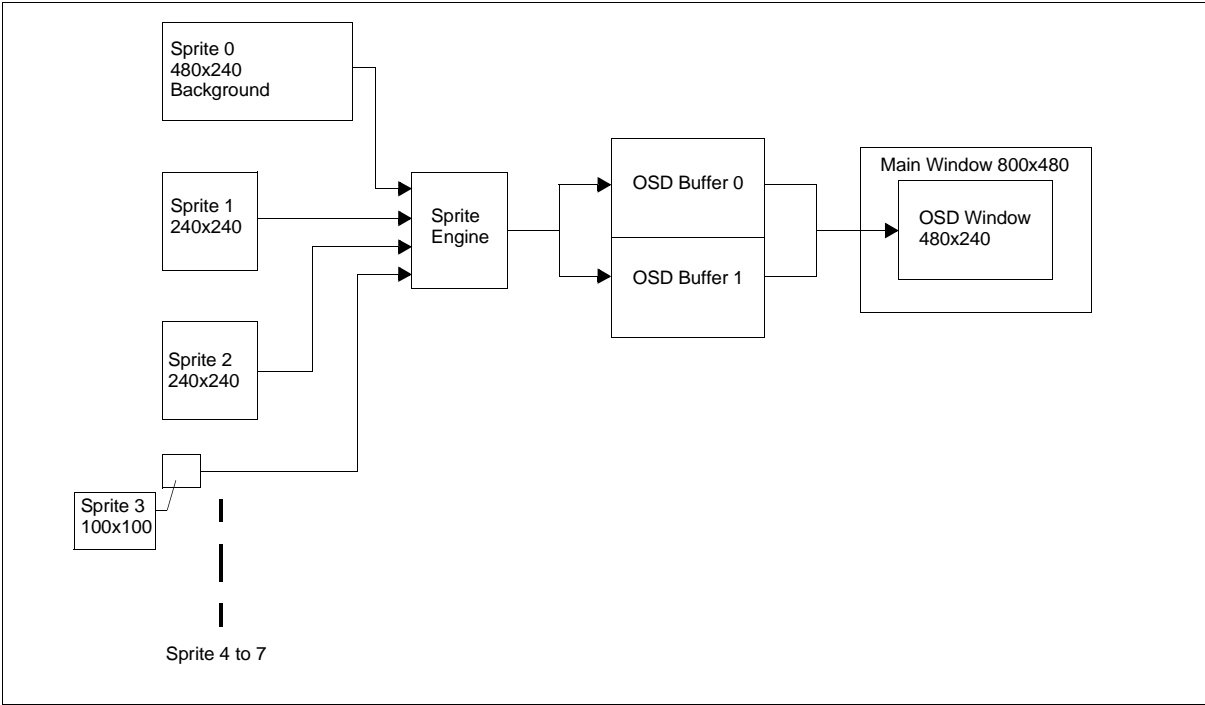 Sprite 0
480x240
Background
Sprite 1
240x240
Sprite 2
240x240
Sprite 3
100x100
Sprite 4 to 7
Sprite
Engine
OSD Buffer 0
OSD Buffer 1
Main Window 800x480
OSD Window
480x240